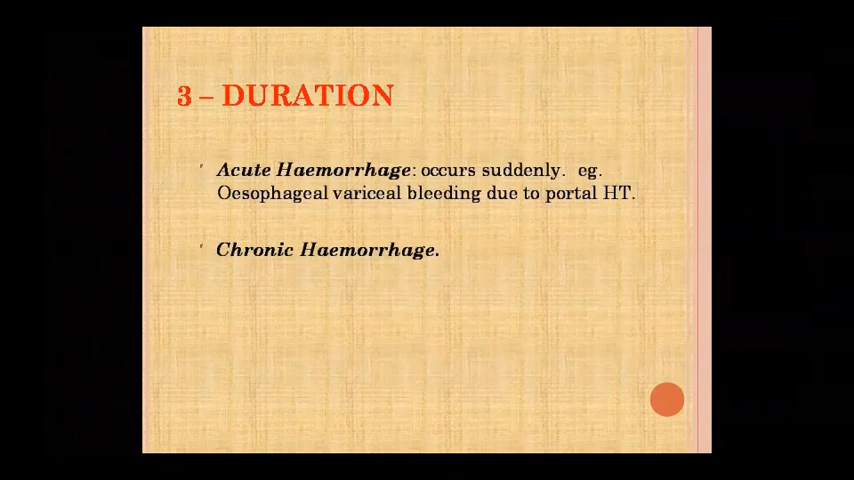 3 – DURATION
Acute Haemorrhage: occurs suddenly. eg.
Oesophageal variceal bleeding due to portal HT.
Chronic Haemorrhage.